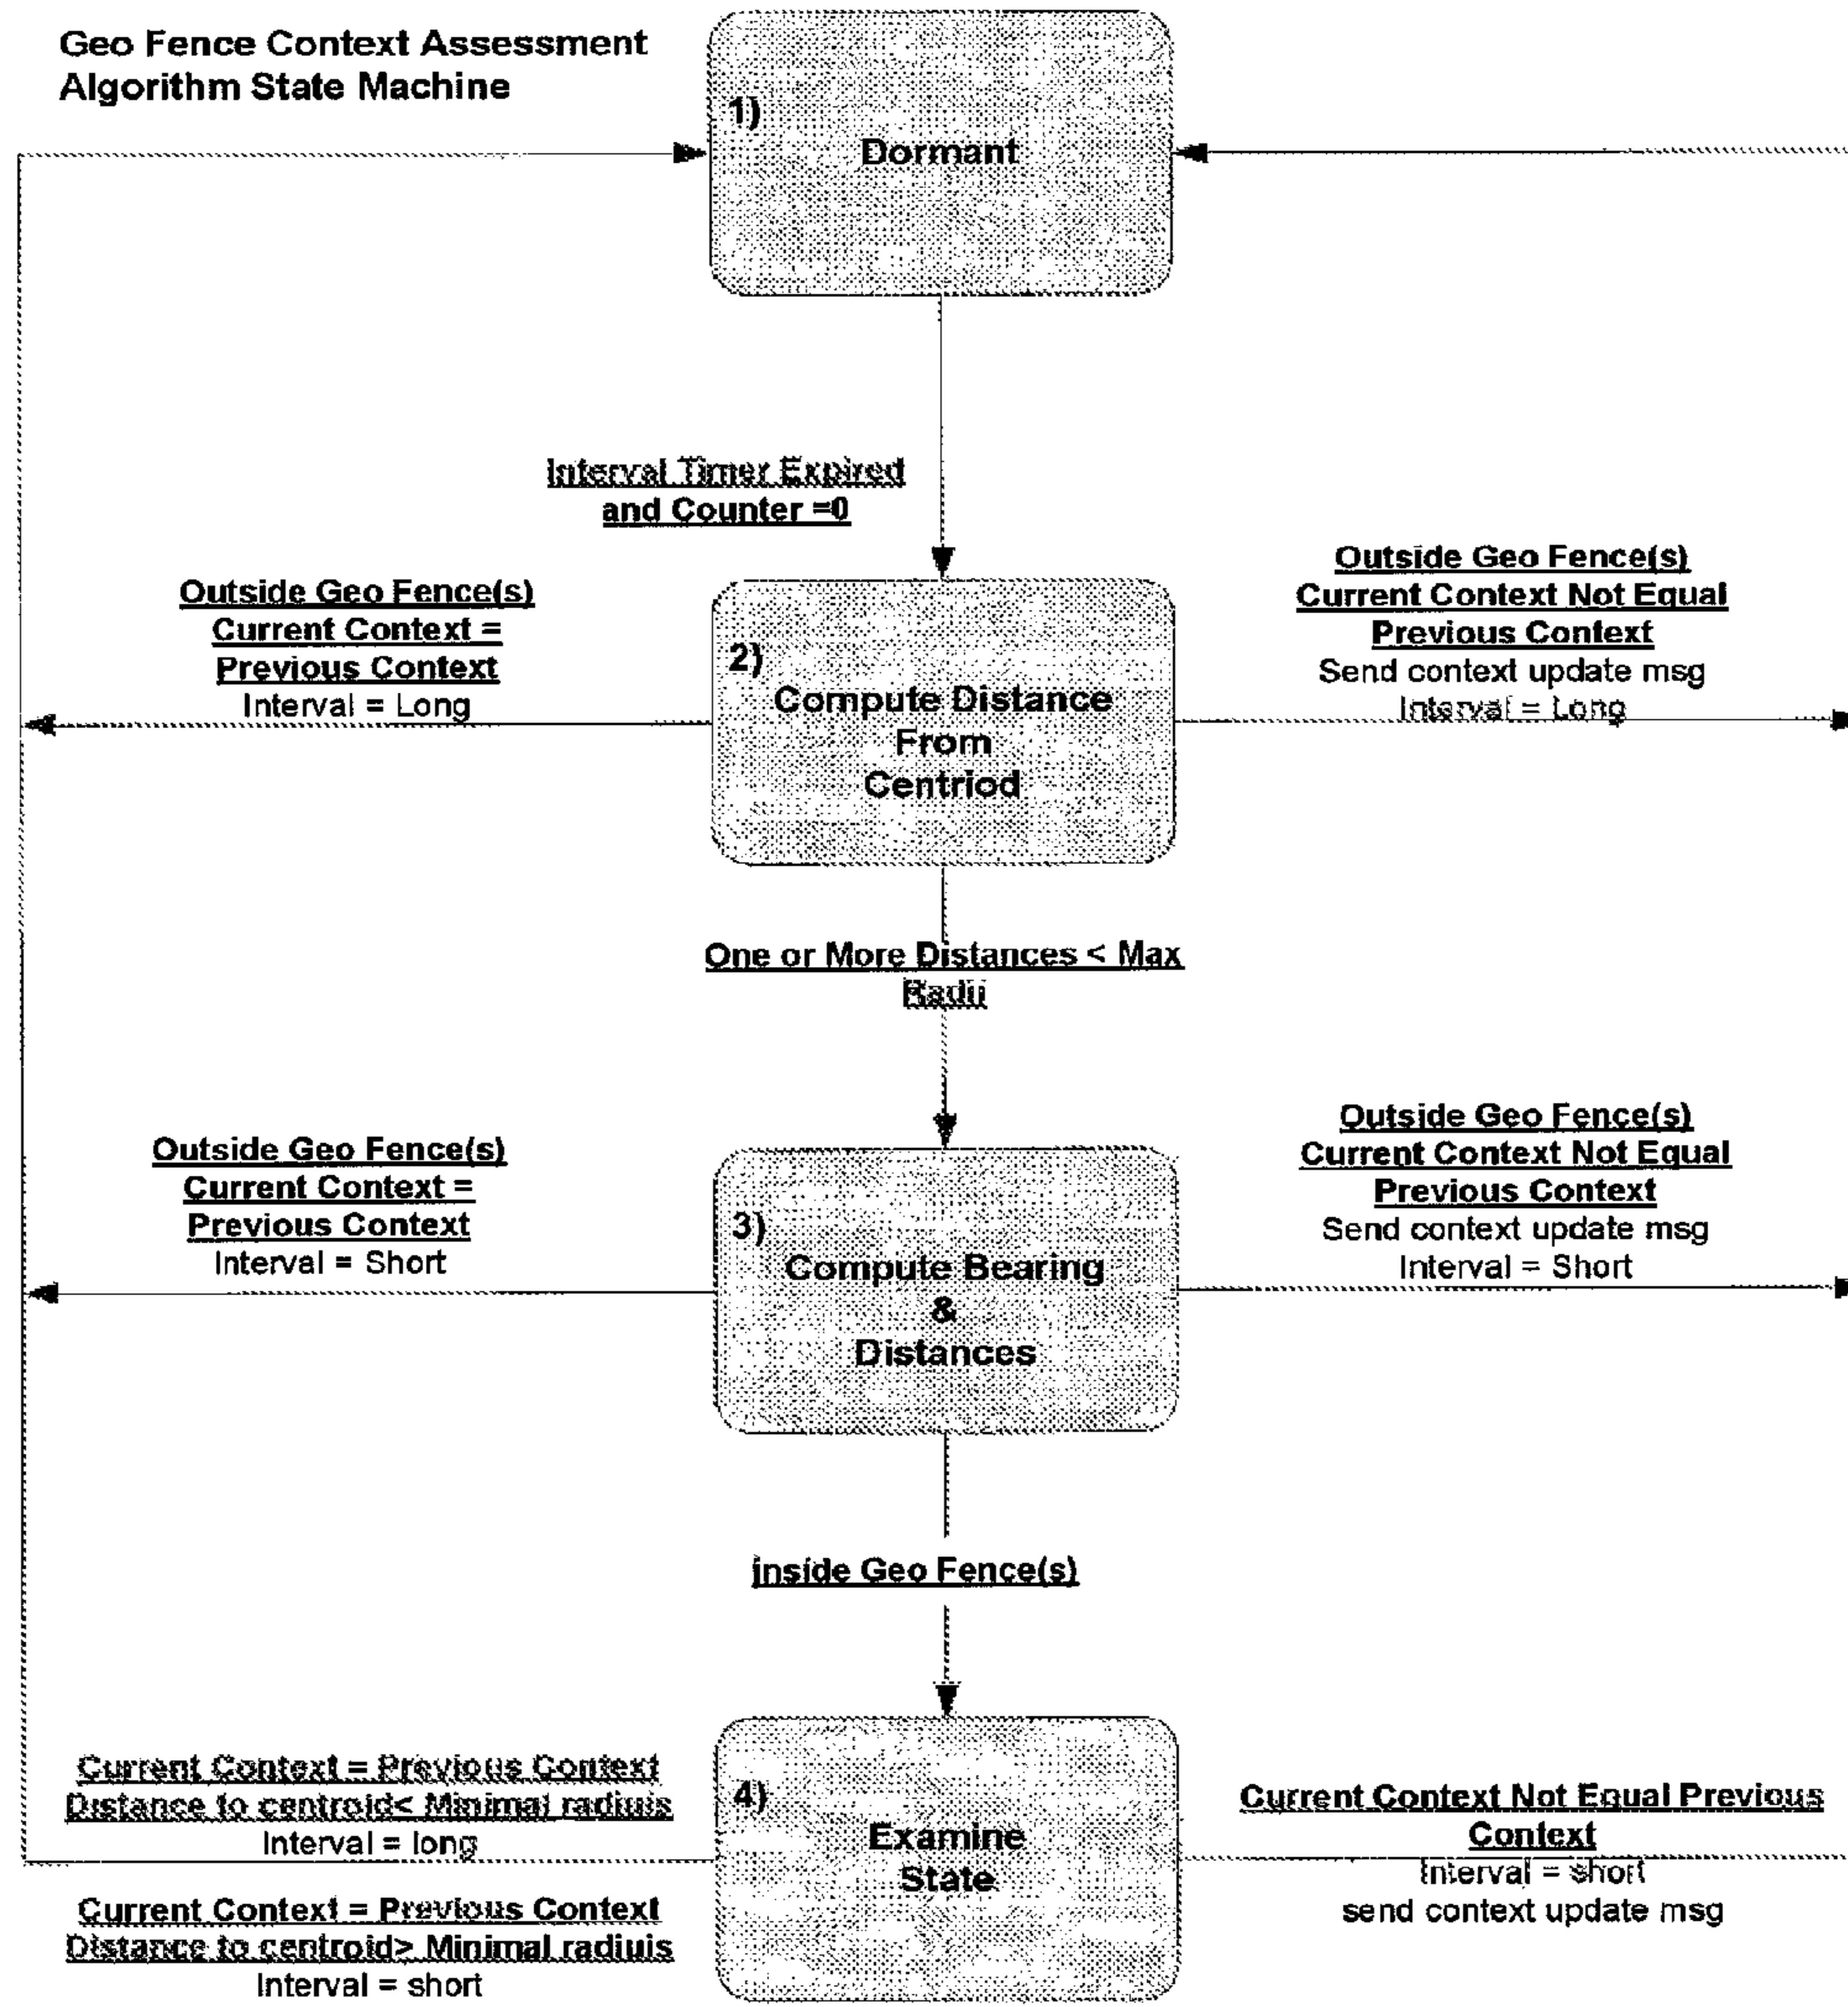 Geo Fence Context Assessment
Algorithm State Machine
1)
Dormant
Interval Timer Expired
and Counter =0
Outside Geo Fence(s)
Current Context =
Previous Context
Interval = Long
2)
Compute Distance
From
Centriod
Outside Geo Fence(s)
Current Context Not Equal
Previous Context
Send context update msg
Interval = Long
One or More Distances < Max
Radii
Outside Geo Fence(s)
Current Context =
Previous Context
Interval = Short
3)
Compute Bearing
&
Distances
Outside Geo Fence(s)
Current Context Not Equal
Previous Context
Send context update msg
Interval = Short
inside Geo Fence(s)
Current Context = Previous Context
Distance to centroid< Minimal radiuis
Interval = long
Current Context = Previous Context
Distance to centroid> Minimal radiuis
Interval = short
4)
Examine
State
Current Context Not Equal Previous
Context
Interval = short
send context update msg